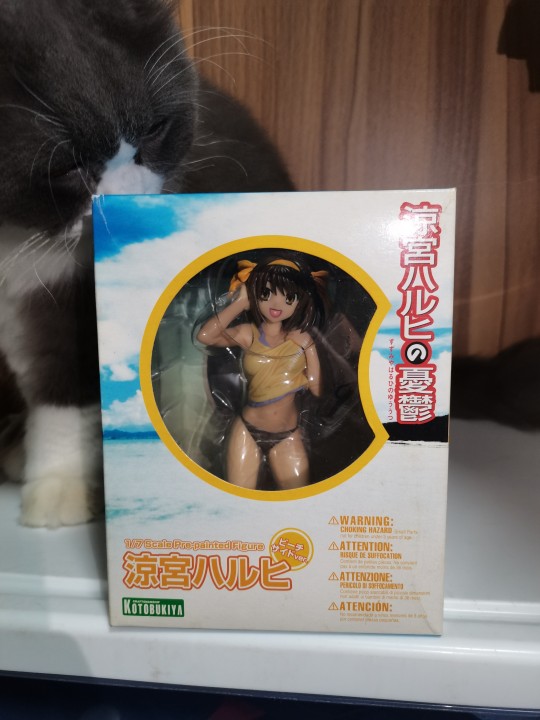 涼宮ハルヒの憂鬱
すずみやはるひのゆううつ
1/7 Scale Pre-painted Figure
ビーチ
サイドver.
涼宮ハルヒ
KOTOBUKIYA
⚠WARNING:
CHOKING HAZARD
⚠ATTENTION:
RISQUE DE SUFFOCATION
⚠ATTENZIONE:
PERICOLO DI SOFFOCAMENTO
⚠ATENCIÓN: